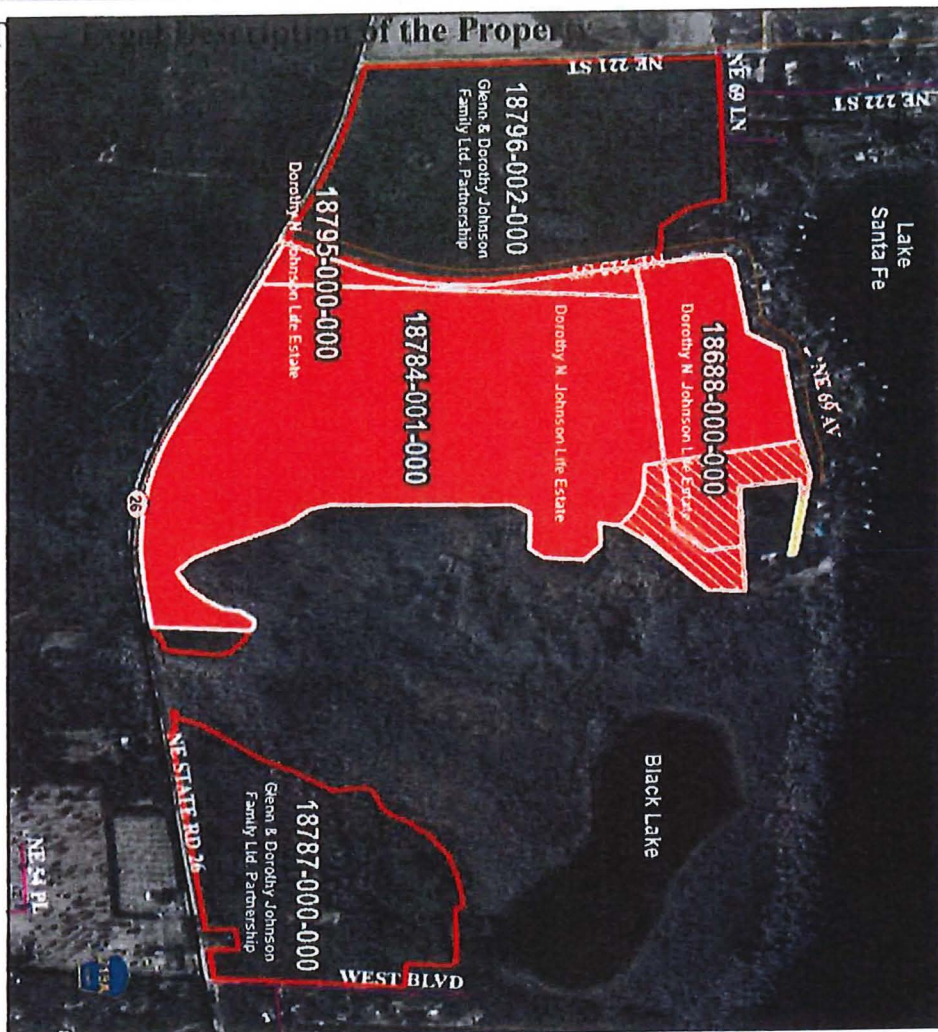 Legal Description of the Property
NE 221 ST
NE 69 LN
NE 222 ST
Lake
Santa Fe
18796-002-000
Glenn & Dorothy Johnson
Family Ltd. Partnership
18795-000-000
Dorothy N. Johnson Life Estate
18784-001-000
Dorothy N. Johnson Life Estate
18688-000-000
Dorothy N. Johnson Life Estate
NE 69 AV
26
Black Lake
18787-000-000
Glenn & Dorothy Johnson
Family Ltd. Partnership
NE STATE RD 26
WEST BLVD
NE 54 PL